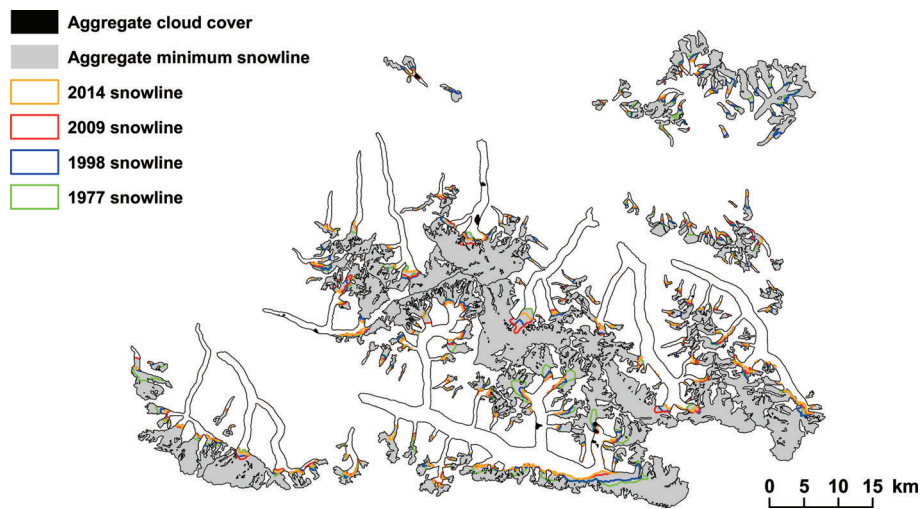 Aggregate cloud cover
Aggregate minimum snowline
2014 snowline
2009 snowline
1998 snowline
1977 snowline
0 5 10 15 km